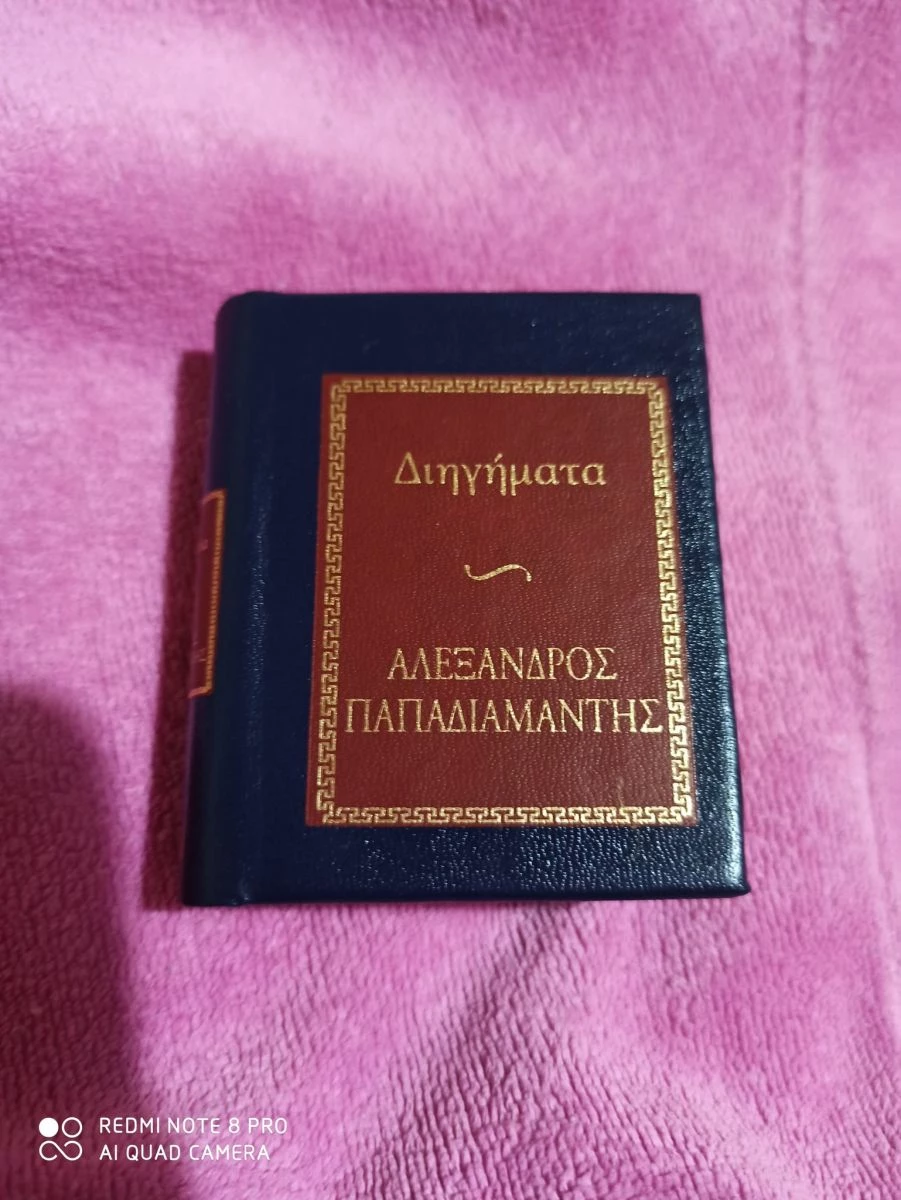 Διηγήματα
ΑΛΕΞΑΝΔΡΟΣ
ΠΑΠΑΔΙΑΜΑΝΤΗΣ
REDMI NOTE 8 PRO
AI QUAD CAMERA